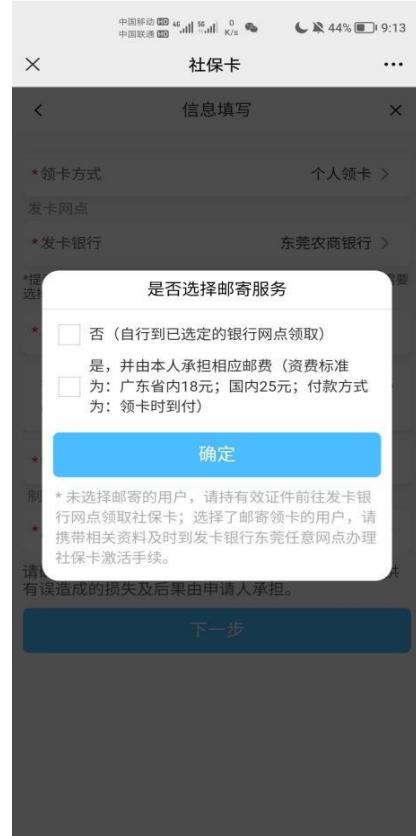 中国移动 HD 4G 5G 0 44% 9:13
中国联通 HD K/s
社保卡
信息填写
*领卡方式 个人领卡
发卡网点
*发卡银行 东莞农商银行
是否选择邮寄服务
否（自行到已选定的银行网点领取）
是，并由本人承担相应邮费（资费标准
为：广东省内18元；国内25元；付款方式
为：领卡时到付）
确定
* 未选择邮寄的用户，请持有效证件前往发卡银
行网点领取社保卡；选择了邮寄领卡的用户，请
携带相关资料及时到发卡银行东莞任意网点办理
社保卡激活手续。
有误造成的损失及后果由申请人承担。
下一步